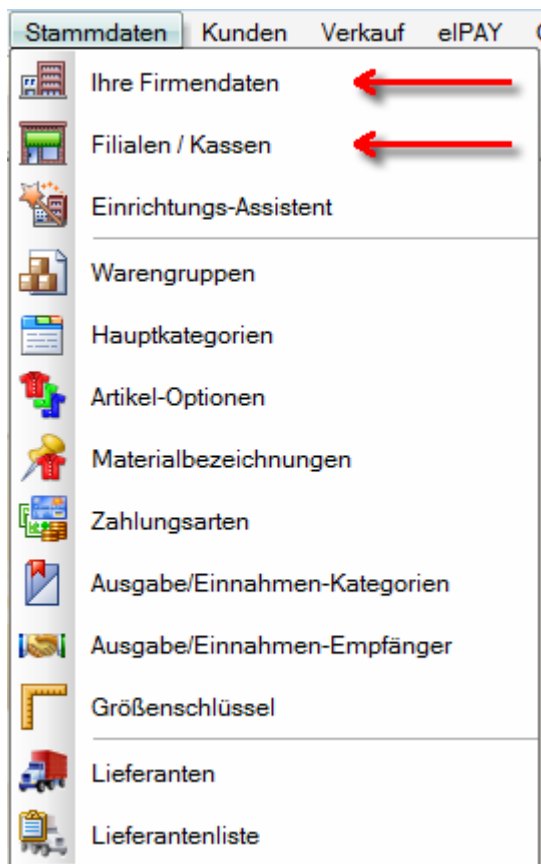 Stammdaten Kunden Verkauf elPAY
Ihre Firmendaten
Filialen / Kassen
Einrichtungs-Assistent
Warengruppen
Hauptkategorien
Artikel-Optionen
Materialbezeichnungen
Zahlungsarten
Ausgabe/Einnahmen-Kategorien
Ausgabe/Einnahmen-Empfänger
Größenschlüssel
Lieferanten
Lieferantenliste